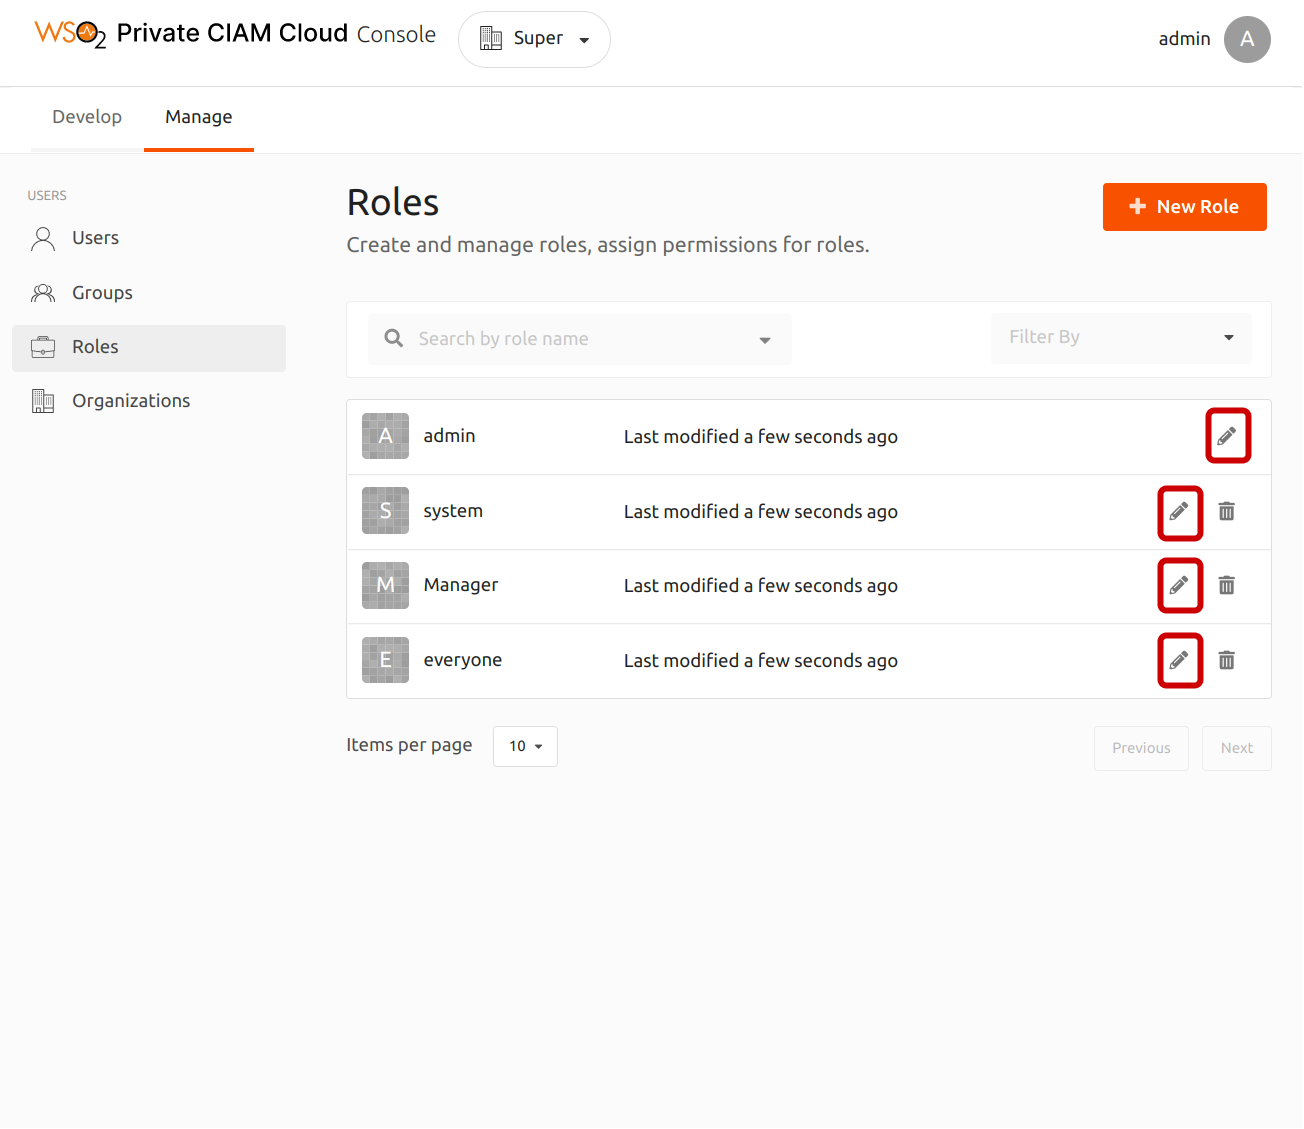 WSO2 Private CIAM Cloud Console Super admin A
Develop Manage
USERS
Users
Groups
Roles
Organizations
Roles
New Role
Create and manage roles, assign permissions for roles.
Search by role name Filter By
A admin Last modified a few seconds ago
S system Last modified a few seconds ago
M Manager Last modified a few seconds ago
E everyone Last modified a few seconds ago
Items per page 10 Previous Next